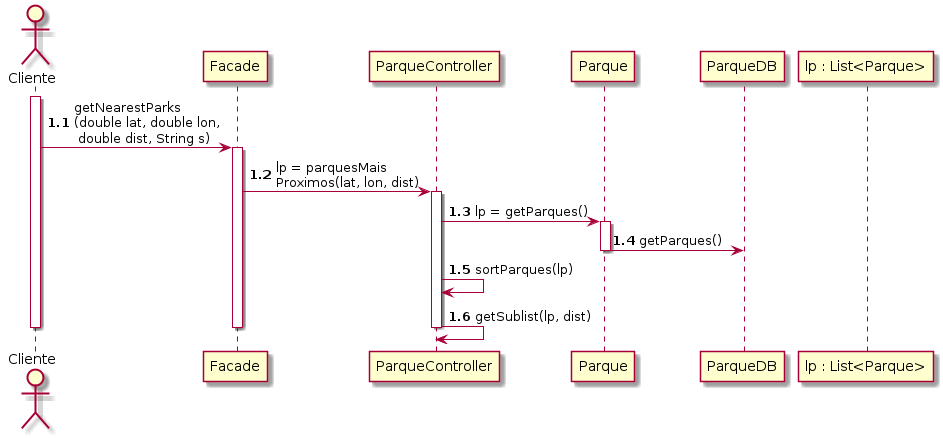 Cliente
Facade
ParqueController
Parque
ParqueDB
lp : List<Parque>
1.1 getNearestParks
(double lat, double lon,
double dist, String s)
1.2 lp = parquesMais
Proximos(lat, lon, dist)
1.3 lp = getParques()
1.4 getParques()
1.5 sortParques(lp)
1.6 getSublist(lp, dist)
Cliente
Facade
ParqueController
Parque
ParqueDB
lp : List<Parque>